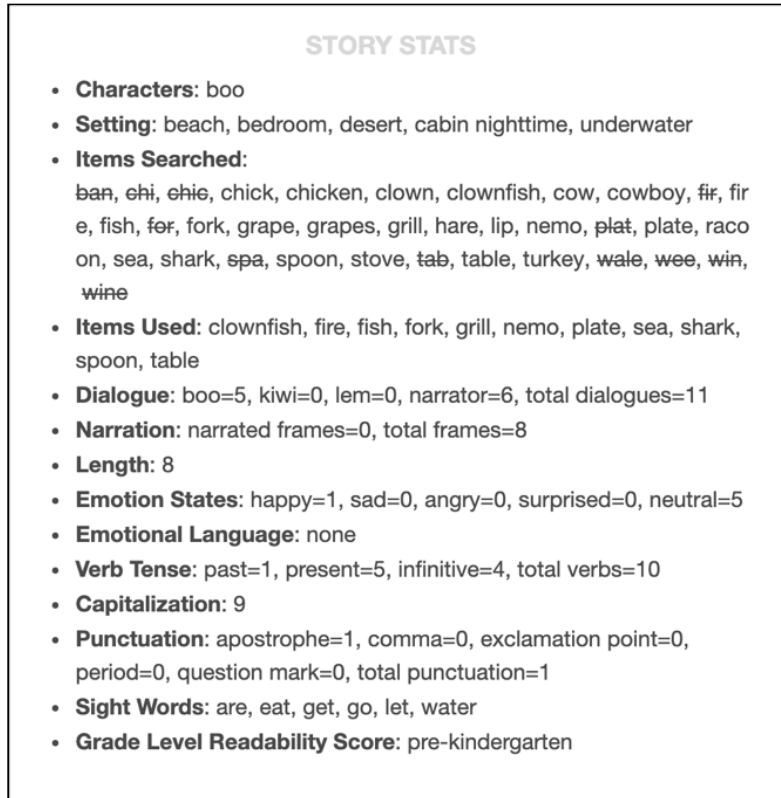 STORY STATS
• Characters: boo
• Setting: beach, bedroom, desert, cabin nighttime, underwater
• Items Searched:
ban, chi, chic, chick, chicken, clown, clownfish, cow, cowboy, fir, fir
e, fish, for, fork, grape, grapes, grill, hare, lip, nemo, plat, plate, raco
on, sea, shark, spa, spoon, stove, tab, table, turkey, wale, wee, win,
wine
• Items Used: clownfish, fire, fish, fork, grill, nemo, plate, sea, shark,
spoon, table
• Dialogue: boo=5, kiwi=0, lem=0, narrator=6, total dialogues=11
• Narration: narrated frames=0, total frames=8
• Length: 8
• Emotion States: happy=1, sad=0, angry=0, surprised=0, neutral=5
• Emotional Language: none
• Verb Tense: past=1, present=5, infinitive=4, total verbs=10
• Capitalization: 9
• Punctuation: apostrophe=1, comma=0, exclamation point=0,
period=0, question mark=0, total punctuation=1
• Sight Words: are, eat, get, go, let, water
• Grade Level Readability Score: pre-kindergarten